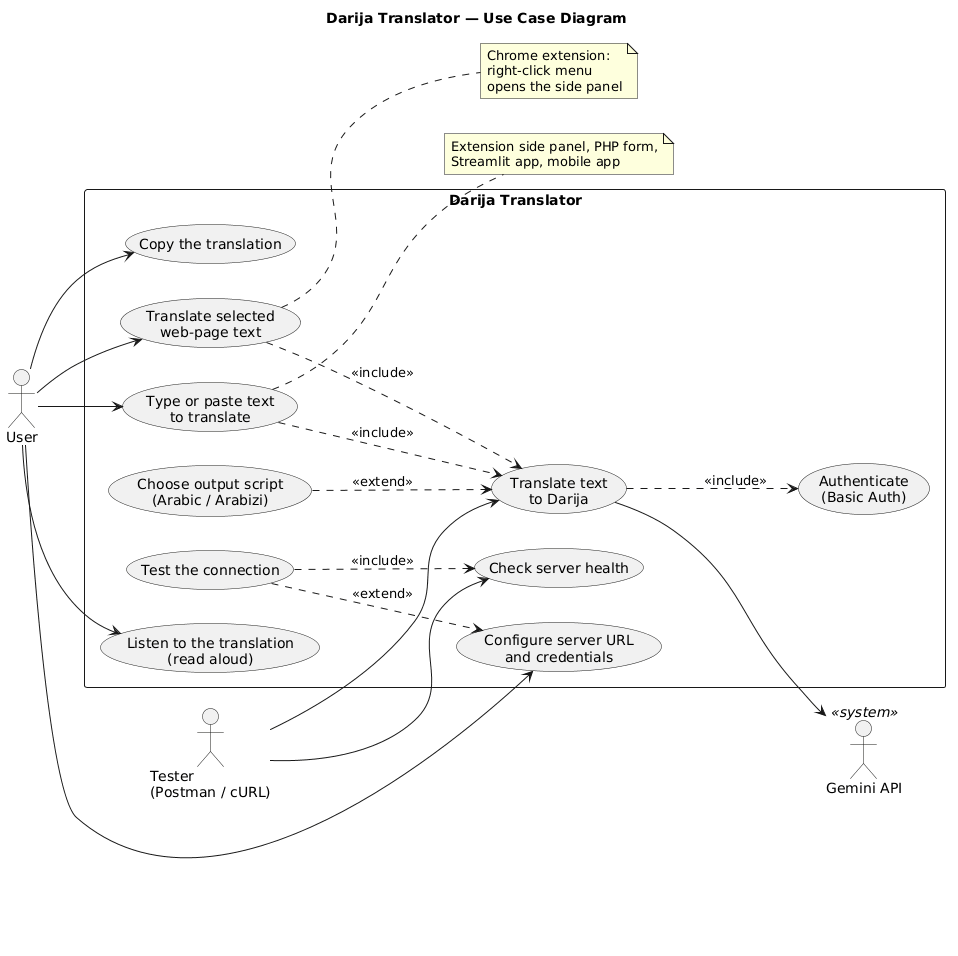 Darija Translator — Use Case Diagram
Chrome extension:
right-click menu
opens the side panel
Extension side panel, PHP form,
Streamlit app, mobile app
Darija Translator
Copy the translation
Translate selected
web-page text
«include»
Type or paste text
to translate
«include»
User
Choose output script
(Arabic / Arabizi)
«extend»
Translate text
to Darija
«include»
Authenticate
(Basic Auth)
Test the connection
«include»
Check server health
«extend»
Listen to the translation
(read aloud)
Configure server URL
and credentials
Tester
(Postman / cURL)
«system»
Gemini API